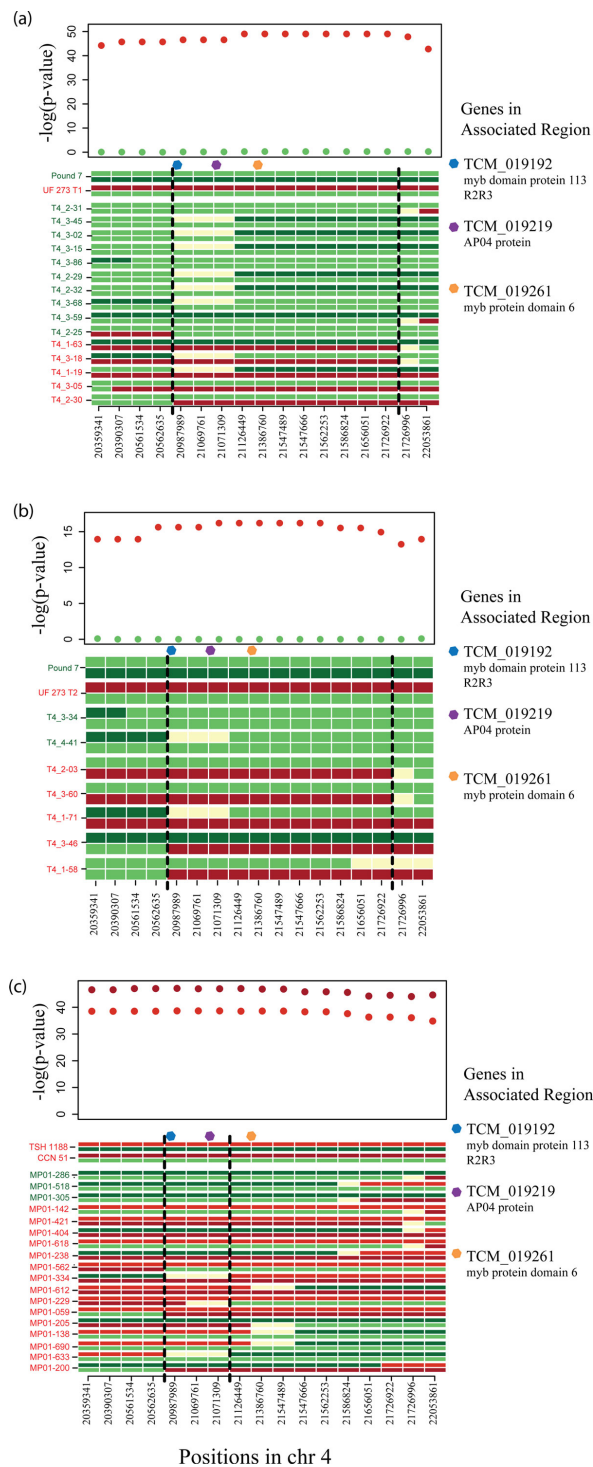 (a)
-log(p-value)
50
40
30
20
10
0
Genes in
Associated Region
TCM_019192
myb domain protein 113
R2R3
TCM_019219
AP04 protein
TCM_019261
myb protein domain 6
Pound 7
UF 273 T1
T4_2-31
T4_3-45
T4_3-02
T4_3-15
T4_3-86
T4_2-29
T4_2-32
T4_3-68
T4_3-59
T4_2-25
T4_1-63
T4_3-18
T4_1-19
T4_3-05
T4_2-30
20359341
20390307
20561534
20562635
20987989
21069761
21071309
21126449
21386760
21547489
21547666
21562253
21586824
21656051
21726922
21726996
22053861
(b)
-log(p-value)
15
10
5
0
Genes in
Associated Region
TCM_019192
myb domain protein 113
R2R3
TCM_019219
AP04 protein
TCM_019261
myb protein domain 6
Pound 7
UF 273 T2
T4_3-34
T4_4-41
T4_2-03
T4_3-60
T4_1-71
T4_3-46
T4_1-58
20359341
20390307
20561534
20562635
20987989
21069761
21071309
21126449
21386760
21547489
21547666
21562253
21586824
21656051
21726922
21726996
22053861
(c)
-log(p-value)
40
30
20
10
0
Genes in
Associated Region
TCM_019192
myb domain protein 113
R2R3
TCM_019219
AP04 protein
TCM_019261
myb protein domain 6
TSH 1188
CCN 51
MP01-286
MP01-518
MP01-305
MP01-142
MP01-421
MP01-404
MP01-618
MP01-238
MP01-562
MP01-334
MP01-612
MP01-229
MP01-059
MP01-205
MP01-138
MP01-690
MP01-633
MP01-200
20359341
20390307
20561534
20562635
20987989
21069761
21071309
21126449
21386760
21547489
21547666
21562253
21586824
21656051
21726922
21726996
22053861
Positions in chr 4